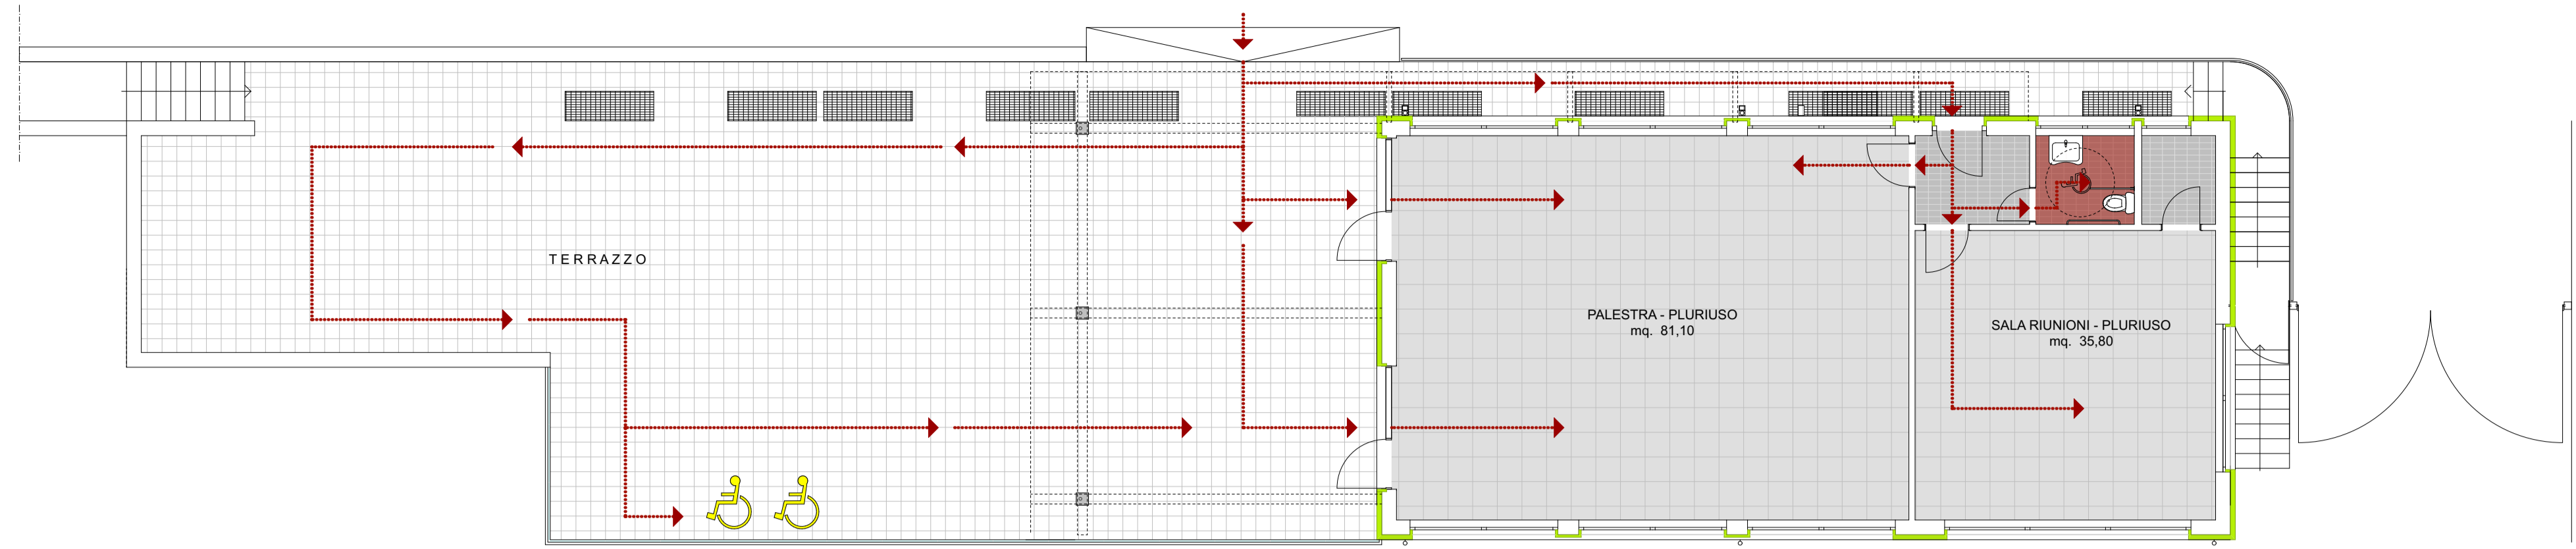 TERRAZZO
PALESTRA - PLURIUSO
mq. 81,10
SALA RIUNIONI - PLURIUSO
mq. 35,80